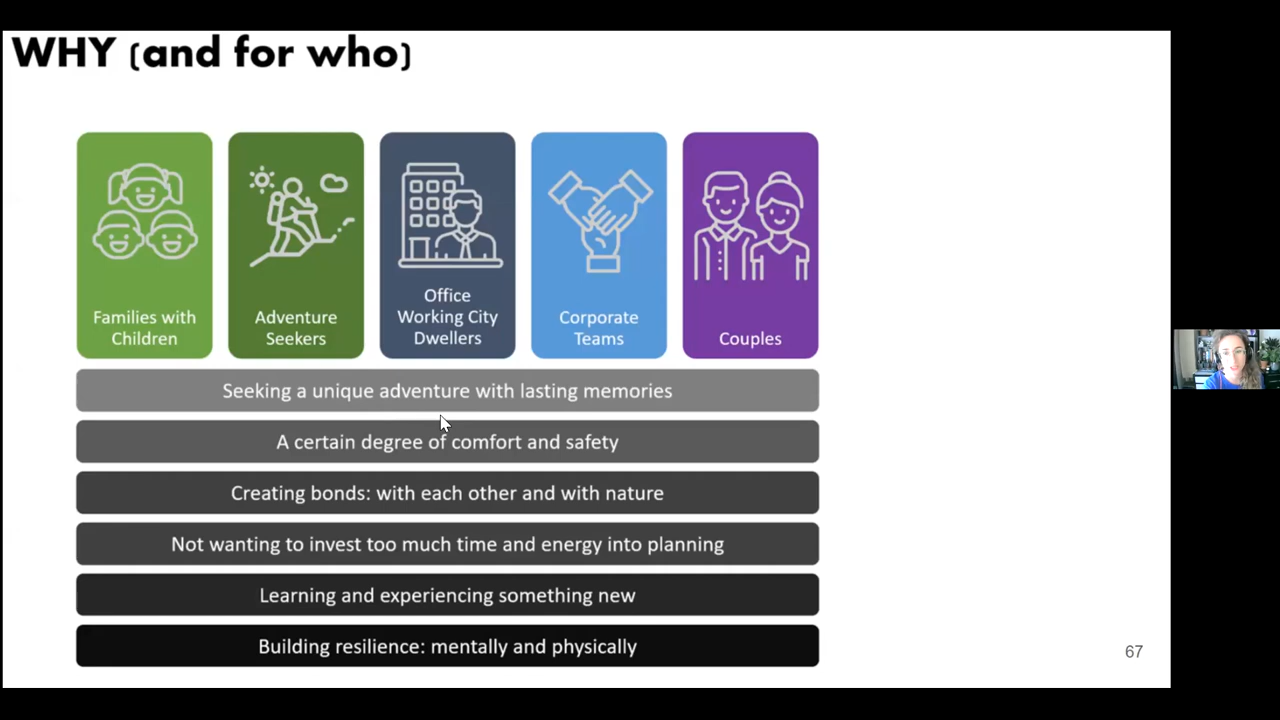 WHY (and for who)
Families with
Children
Adventure
Seekers
Office
Working City
Dwellers
Corporate
Teams
Couples
Seeking a unique adventure with lasting memories
A certain degree of comfort and safety
Creating bonds: with each other and with nature
Not wanting to invest too much time and energy into planning
Learning and experiencing something new
Building resilience: mentally and physically
67